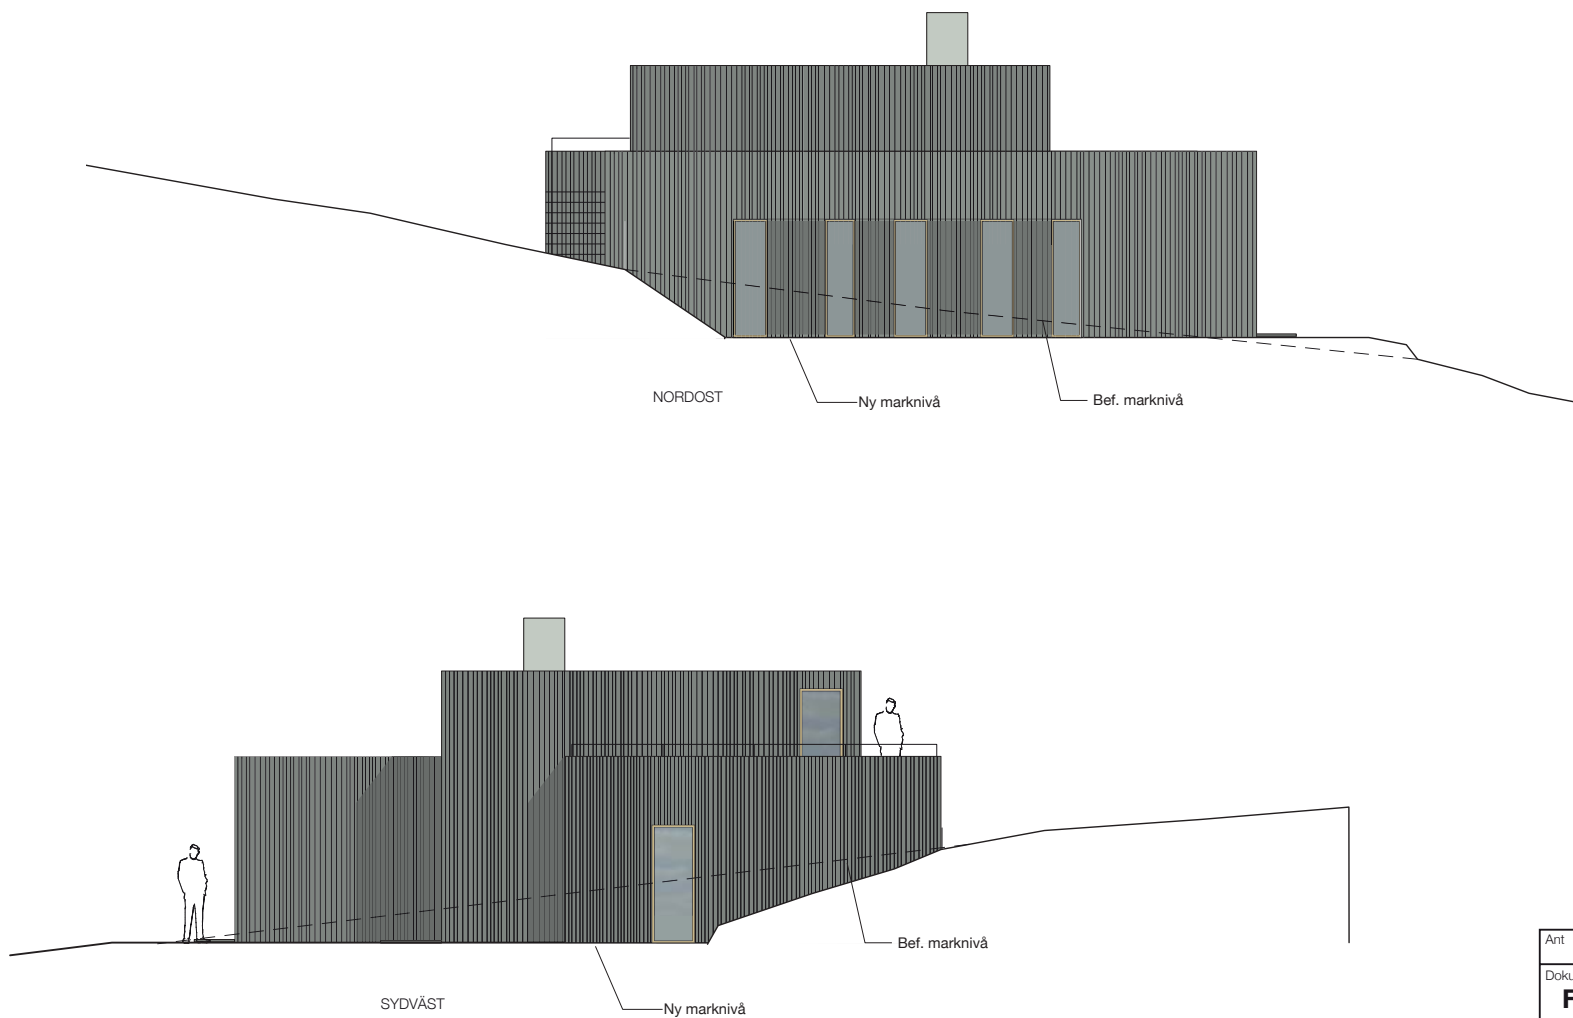 NORDOST
Ny marknivå
Bef. marknivå
Bef. marknivå
SYDVÄST
Ny marknivå
Ant